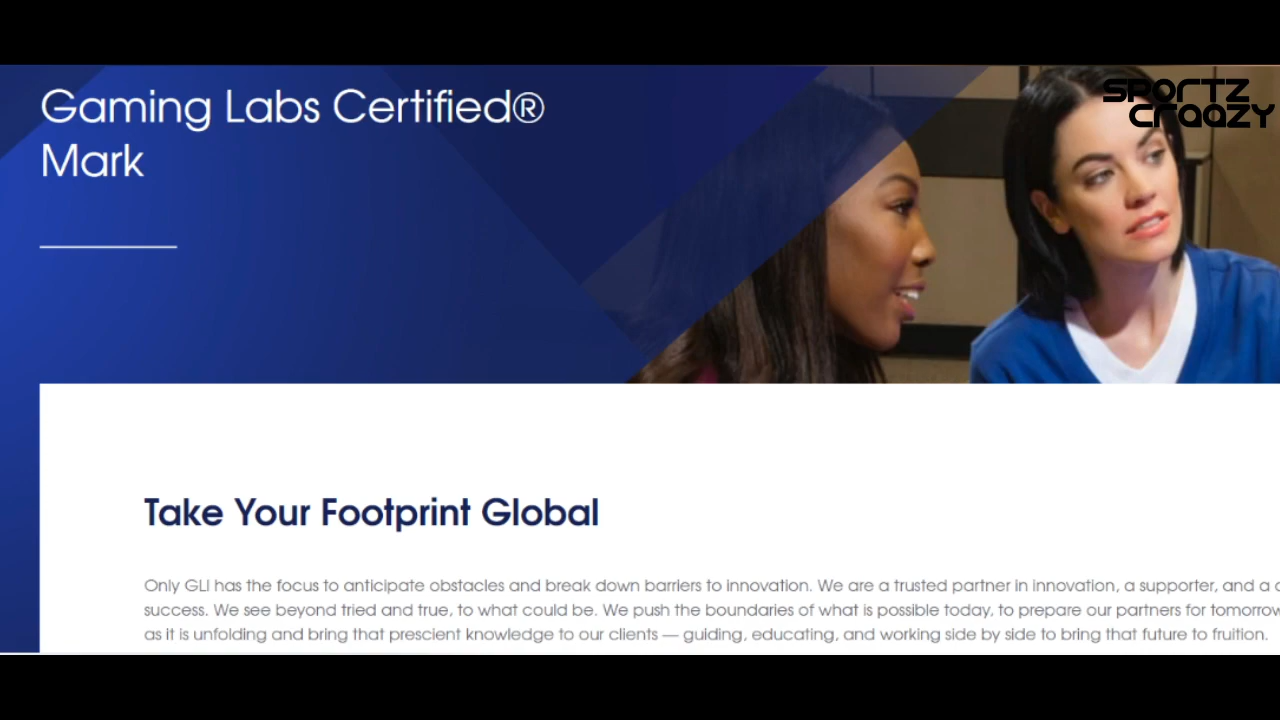 Gaming Labs Certified®
Mark
SPORTZ
CRAAZY
Take Your Footprint Global
Only GLI has the focus to anticipate obstacles and break down barriers to innovation. We are a trusted partner in innovation, a supporter, and a
success. We see beyond tried and true, to what could be. We push the boundaries of what is possible today, to prepare our partners for tomorrow
as it is unfolding and bring that prescient knowledge to our clients — guiding, educating, and working side by side to bring that future to fruition.